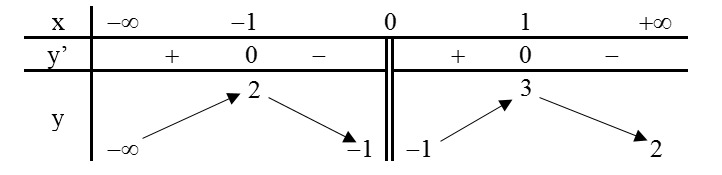 x −∞ −1 0 1 +∞
y’ + 0 − + 0 −
2 3
y
−∞ −1 −1 2